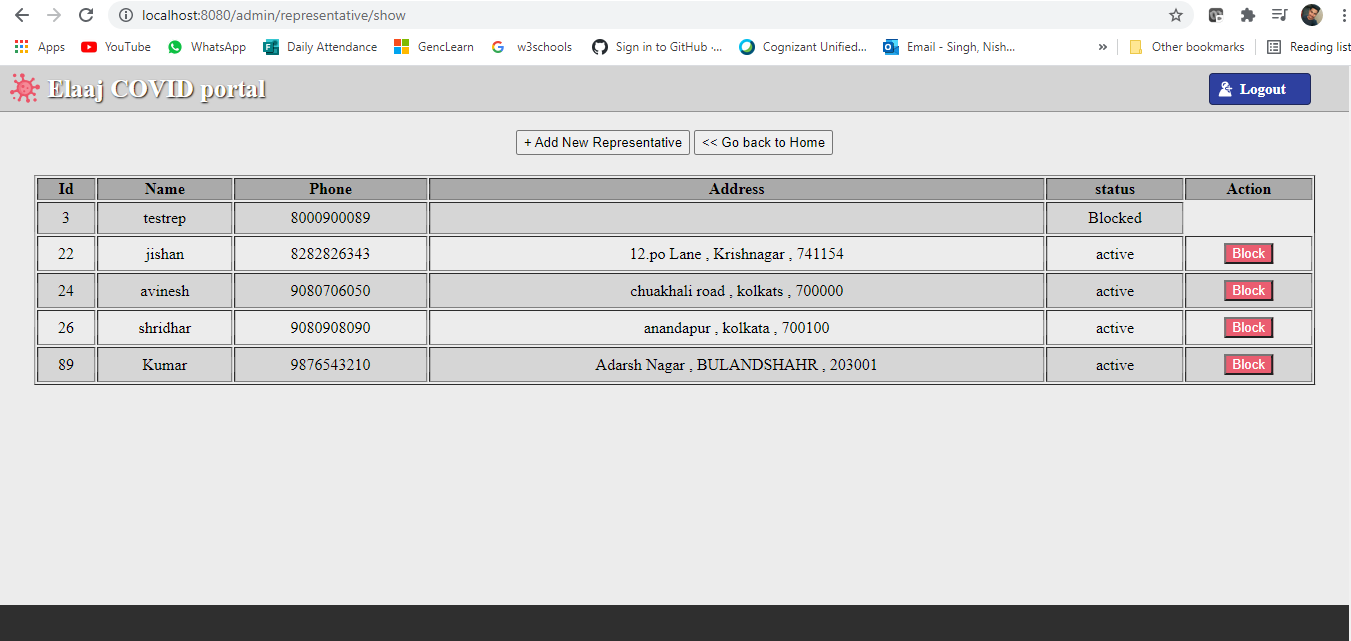 localhost:8080/admin/representative/show
Apps YouTube WhatsApp Daily Attendance GencLearn w3schools Sign in to GitHub ·... Cognizant Unified... Email - Singh, Nish... » Other bookmarks Reading list
Elaaj COVID portal Logout
+ Add New Representative << Go back to Home
Id Name Phone Address status Action
3 testrep 8000900089 Blocked
22 jishan 8282826343 12.po Lane , Krishnagar , 741154 active Block
24 avinesh 9080706050 chuakhali road , kolkats , 700000 active Block
26 shridhar 9080908090 anandapur , kolkata , 700100 active Block
89 Kumar 9876543210 Adarsh Nagar , BULANDSHAHR , 203001 active Block